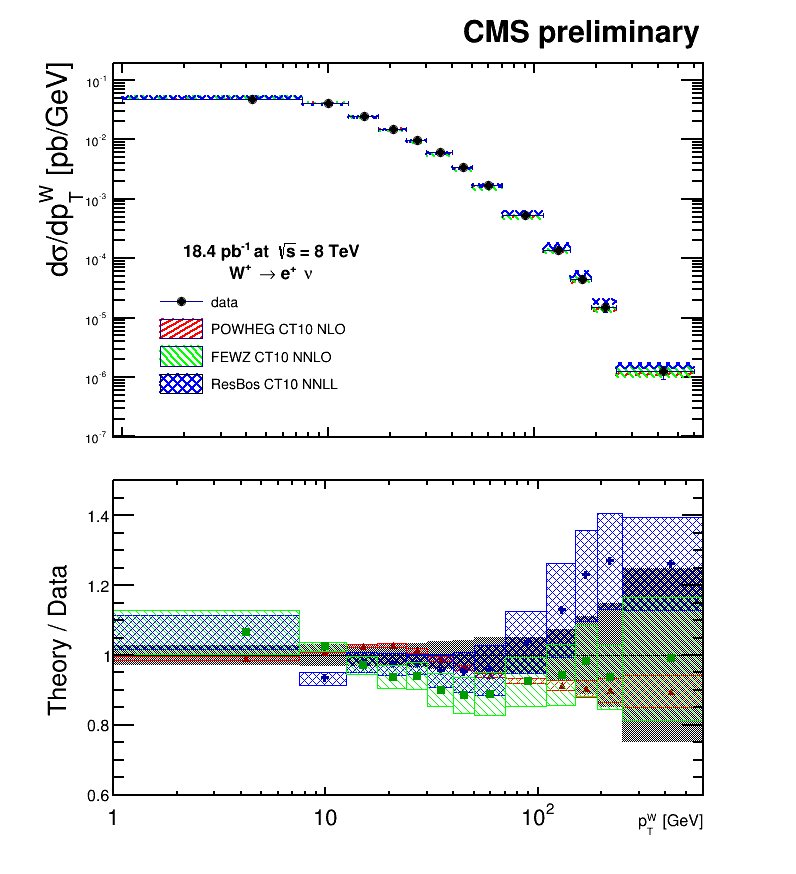 CMS preliminary
dσ/dp_T^W [pb/GeV]
10^-1
10^-2
10^-3
10^-4
10^-5
10^-6
10^-7
18.4 pb^-1 at √s = 8 TeV
W^+ → e^+ ν
data
POWHEG CT10 NLO
FEWZ CT10 NNLO
ResBos CT10 NNLL
Theory / Data
1.4
1.2
1
0.8
0.6
1
10
10^2
p_T^W [GeV]